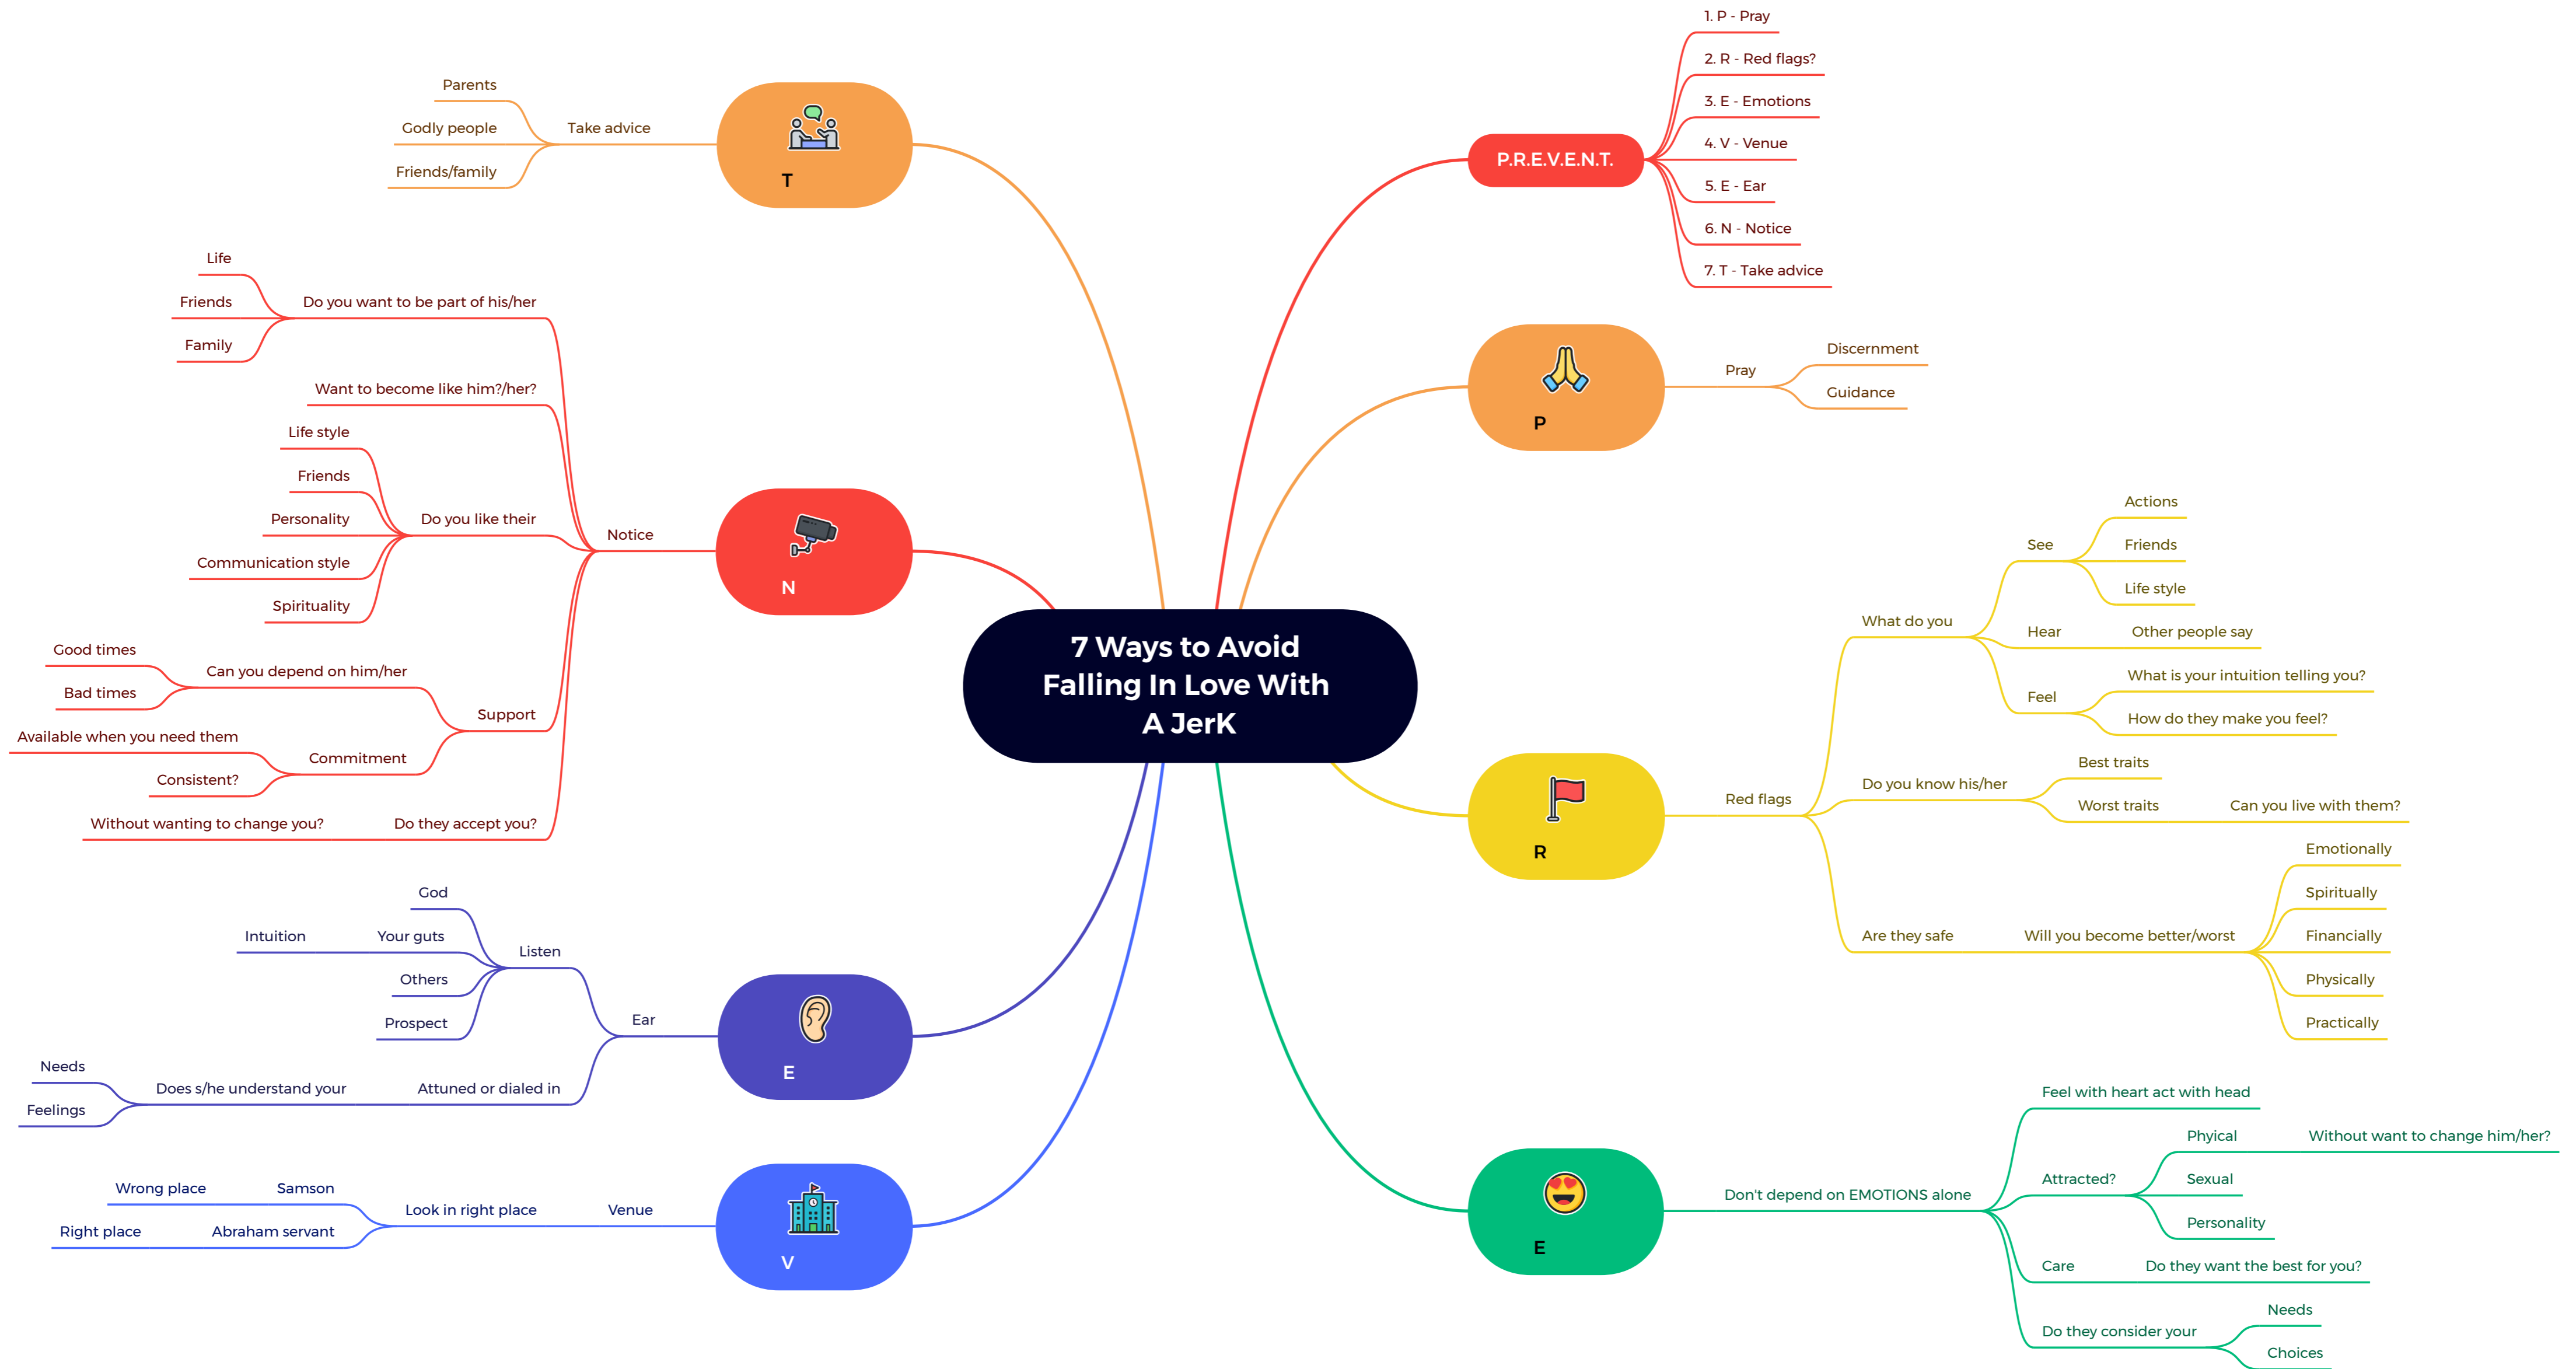 7 Ways to Avoid
Falling In Love With
A JerK
P.R.E.V.E.N.T.
1. P - Pray
2. R - Red flags?
3. E - Emotions
4. V - Venue
5. E - Ear
6. N - Notice
7. T - Take advice
P
Pray
Discernment
Guidance
R
Red flags
What do you
See
Actions
Friends
Life style
Hear
Other people say
Feel
What is your intuition telling you?
How do they make you feel?
Do you know his/her
Best traits
Worst traits
Can you live with them?
Are they safe
Will you become better/worst
Emotionally
Spiritually
Financially
Physically
Practically
E
Don't depend on EMOTIONS alone
Feel with heart act with head
Attracted?
Phyical
Without want to change him/her?
Sexual
Personality
Care
Do they want the best for you?
Do they consider your
Needs
Choices
T
Take advice
Parents
Godly people
Friends/family
N
Notice
Do you want to be part of his/her
Life
Friends
Family
Want to become like him?/her?
Do you like their
Life style
Friends
Personality
Communication style
Spirituality
Support
Can you depend on him/her
Good times
Bad times
Commitment
Available when you need them
Consistent?
Do they accept you?
Without wanting to change you?
E
Ear
Listen
God
Your guts
Intuition
Others
Prospect
Attuned or dialed in
Does s/he understand your
Needs
Feelings
V
Venue
Look in right place
Samson
Wrong place
Abraham servant
Right place